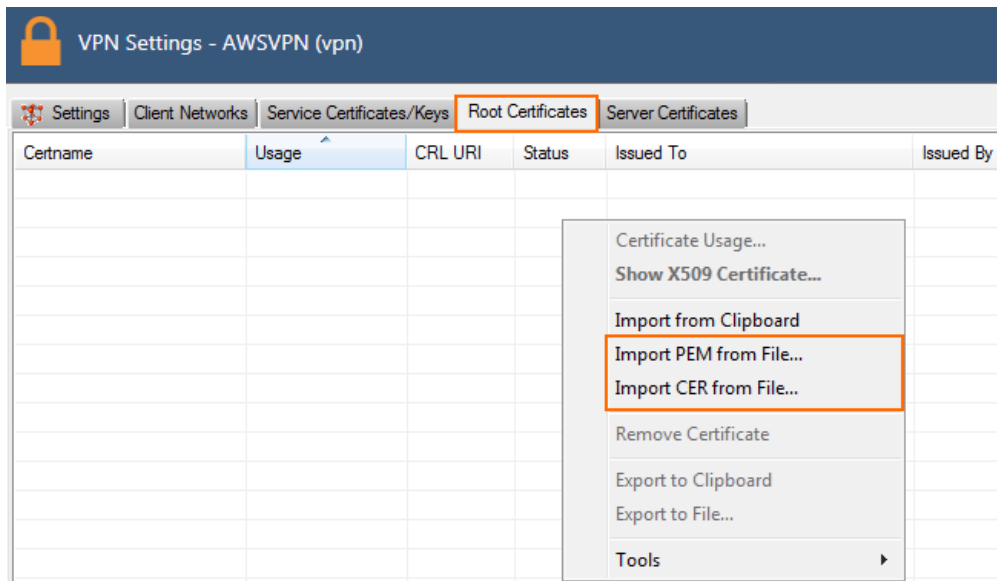 VPN Settings - AWSVPN (vpn)
Settings Client Networks Service Certificates/Keys Root Certificates Server Certificates
Certname Usage CRL URI Status Issued To Issued By
Certificate Usage...
Show X509 Certificate...
Import from Clipboard
Import PEM from File...
Import CER from File...
Remove Certificate
Export to Clipboard
Export to File...
Tools